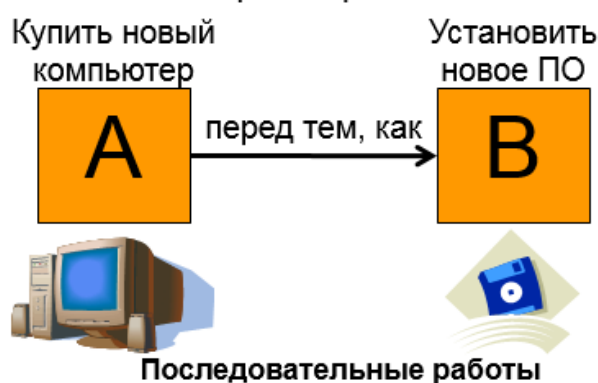 Купить новый
компьютер
Установить
новое ПО
A
перед тем, как
B
Последовательные работы